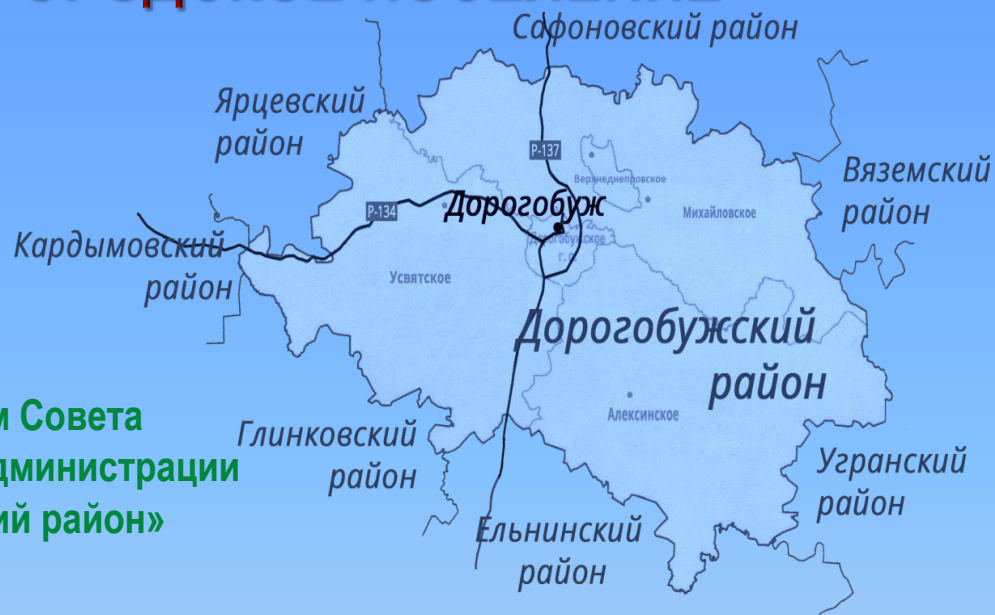 Сафоновский район
Ярцевский
район
Р-137
Верхнеднепровское
Вяземский
район
Р-134
Дорогобуж
Михайловское
Дорогобужское
г.п.
Кардымовский
район
Усвятское
Дорогобужский
район
Алексинское
м Совета
дминистрации
ий район»
Глинковский
район
Угранский
район
Ельнинский
район